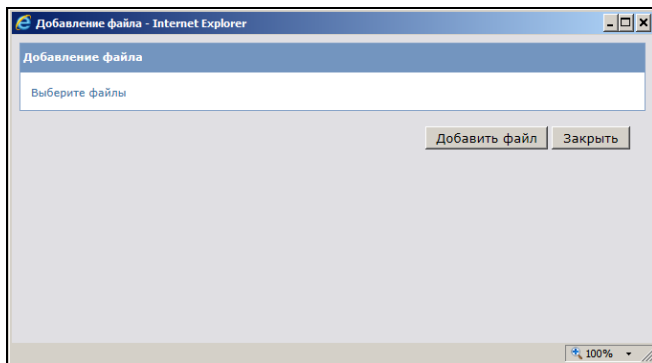 Добавление файла - Internet Explorer
Добавление файла
Выберите файлы
Добавить файл Закрыть
100%